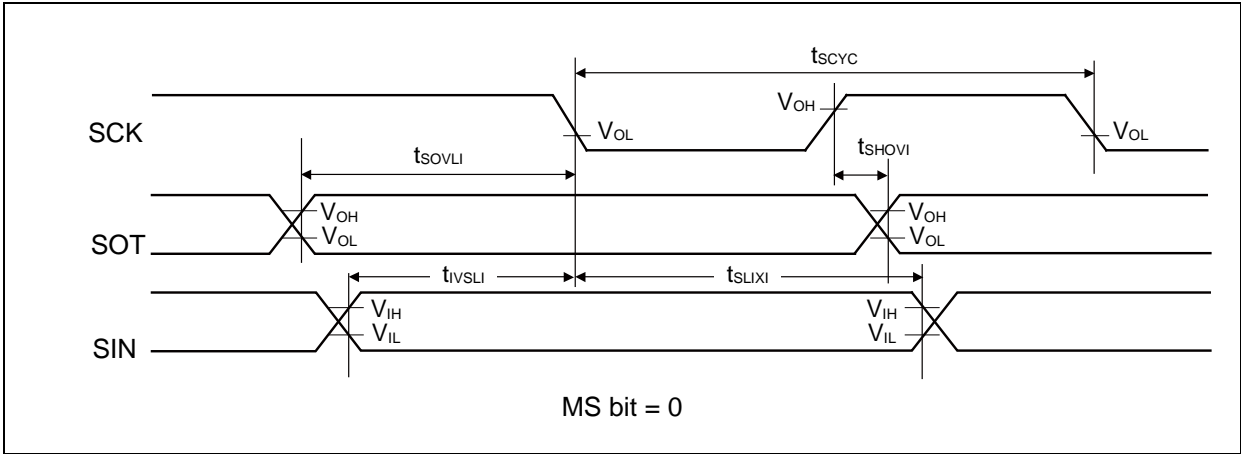 tSCYC
SCK
VOL
VOH
VOL
tSOVLI
tSHOVI
SOT
VOH
VOL
VOH
VOL
tIVSLI
tSLIXI
SIN
VIH
VIL
VIH
VIL
MS bit = 0